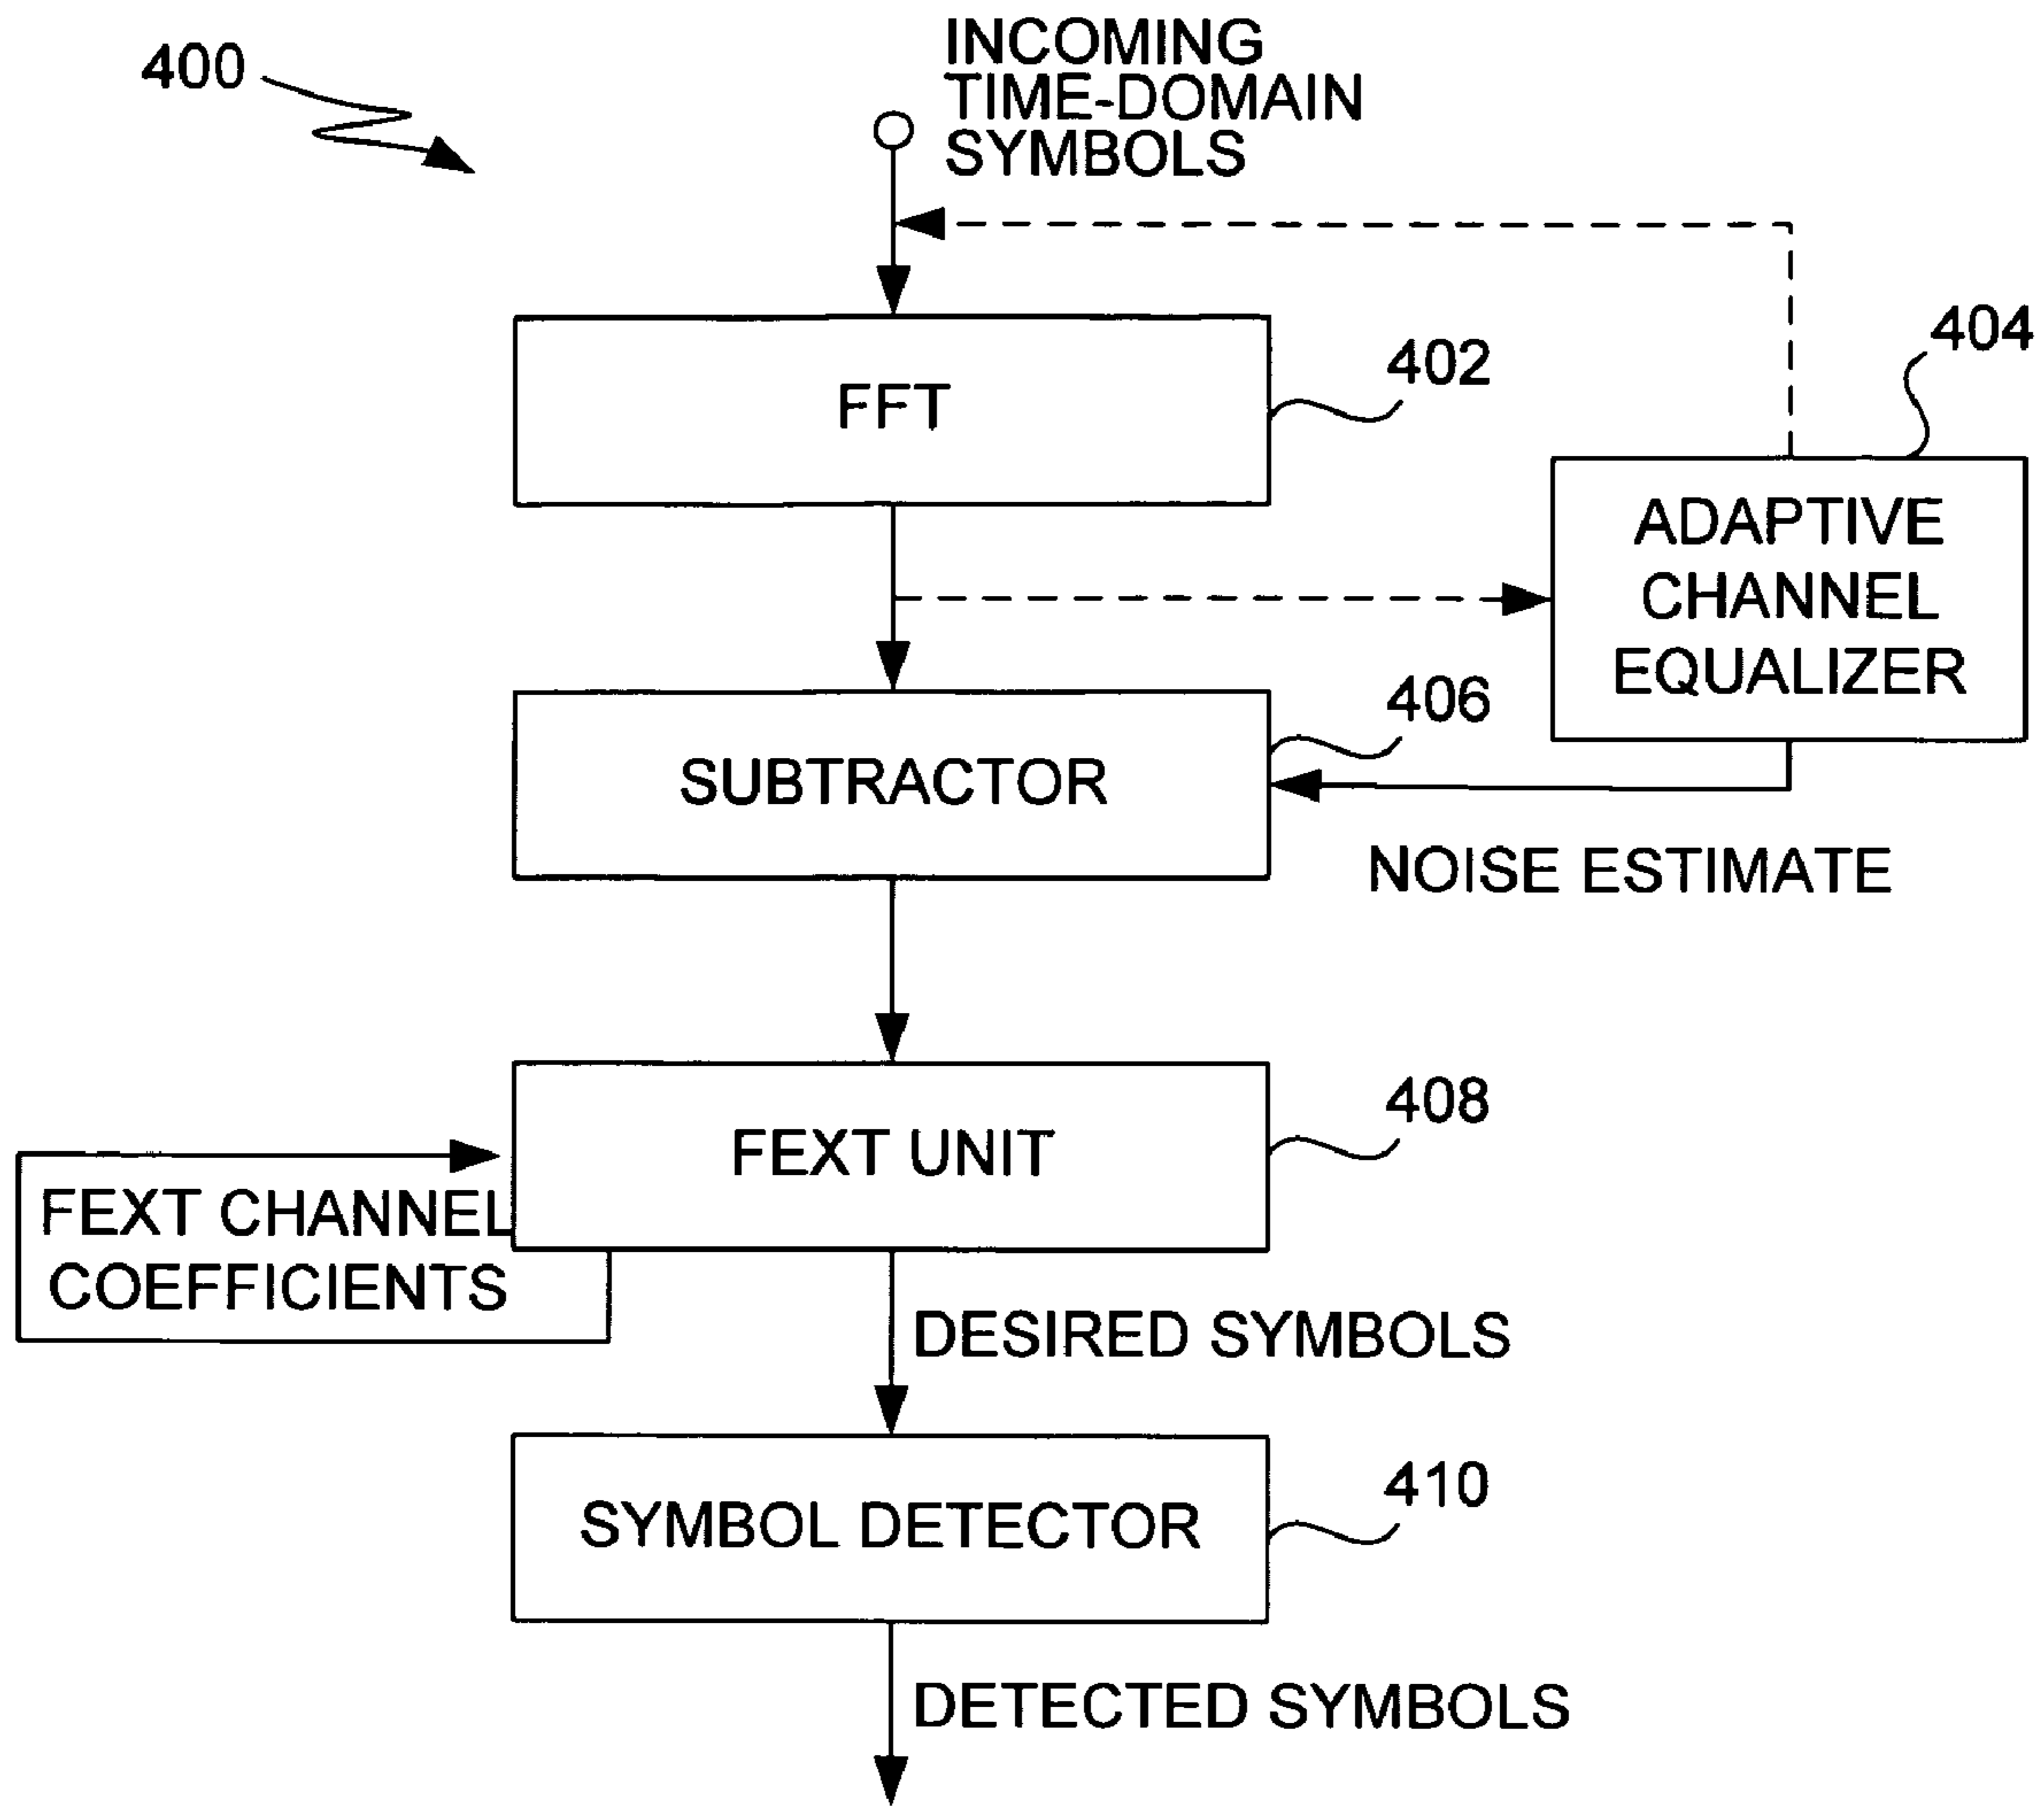 400
INCOMING
TIME-DOMAIN
SYMBOLS
FFT
402
404
ADAPTIVE
CHANNEL
EQUALIZER
SUBTRACTOR
406
NOISE ESTIMATE
FEXT UNIT
408
FEXT CHANNEL
COEFFICIENTS
DESIRED SYMBOLS
SYMBOL DETECTOR
410
DETECTED SYMBOLS